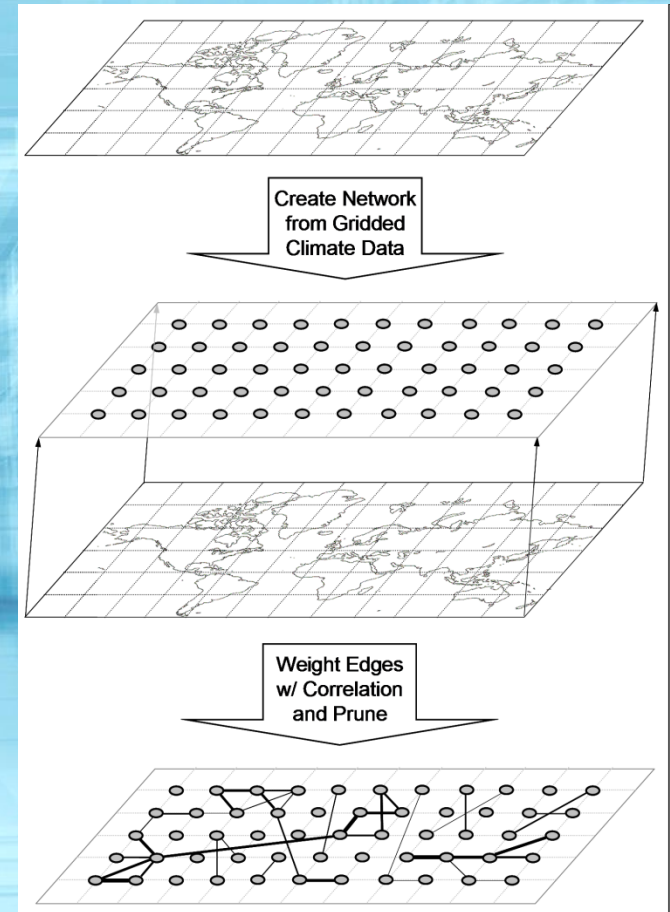 Create Network
from Gridded
Climate Data
Weight Edges
w/ Correlation
and Prune